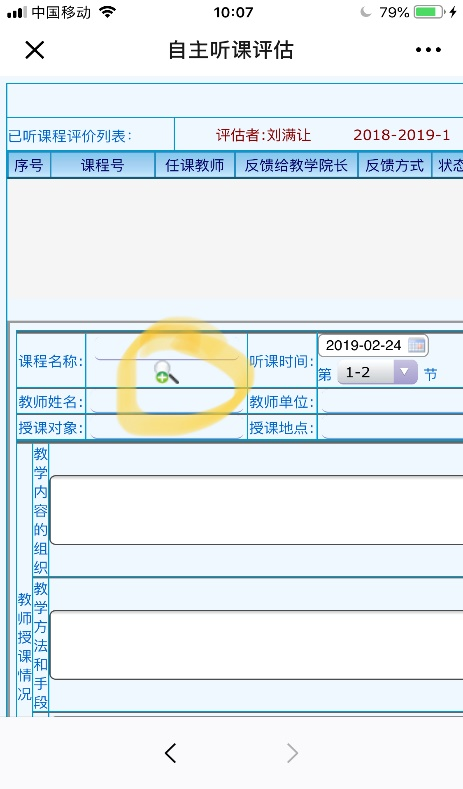 中国移动 10:07 79%
自主听课评估
已听课程评价列表: 评估者:刘满让 2018-2019-1
序号 课程号 任课教师 反馈给教学院长 反馈方式 状态
课程名称: 听课时间: 2019-02-24
第 1-2 节
教师姓名: 教师单位:
授课对象: 授课地点:
教学内容的组织
教师授课情况
教学方法和手段